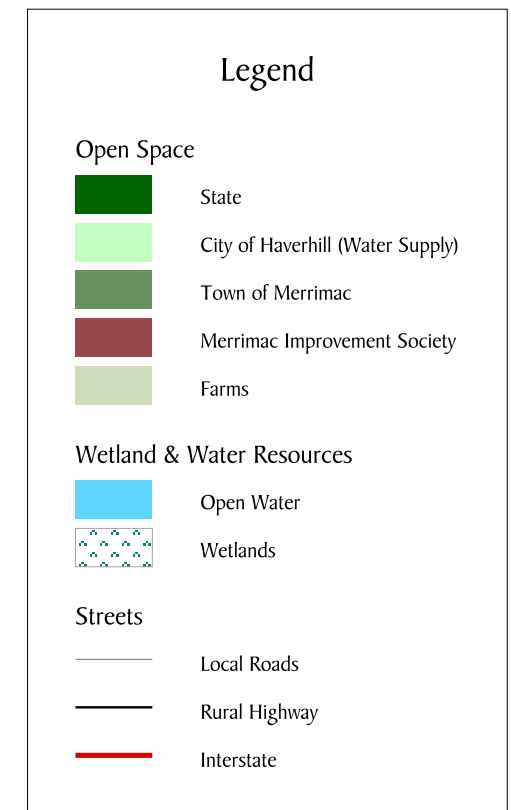 Legend
Open Space
State
City of Haverhill (Water Supply)
Town of Merrimac
Merrimac Improvement Society
Farms
Wetland & Water Resources
Open Water
Wetlands
Streets
Local Roads
Rural Highway
Interstate